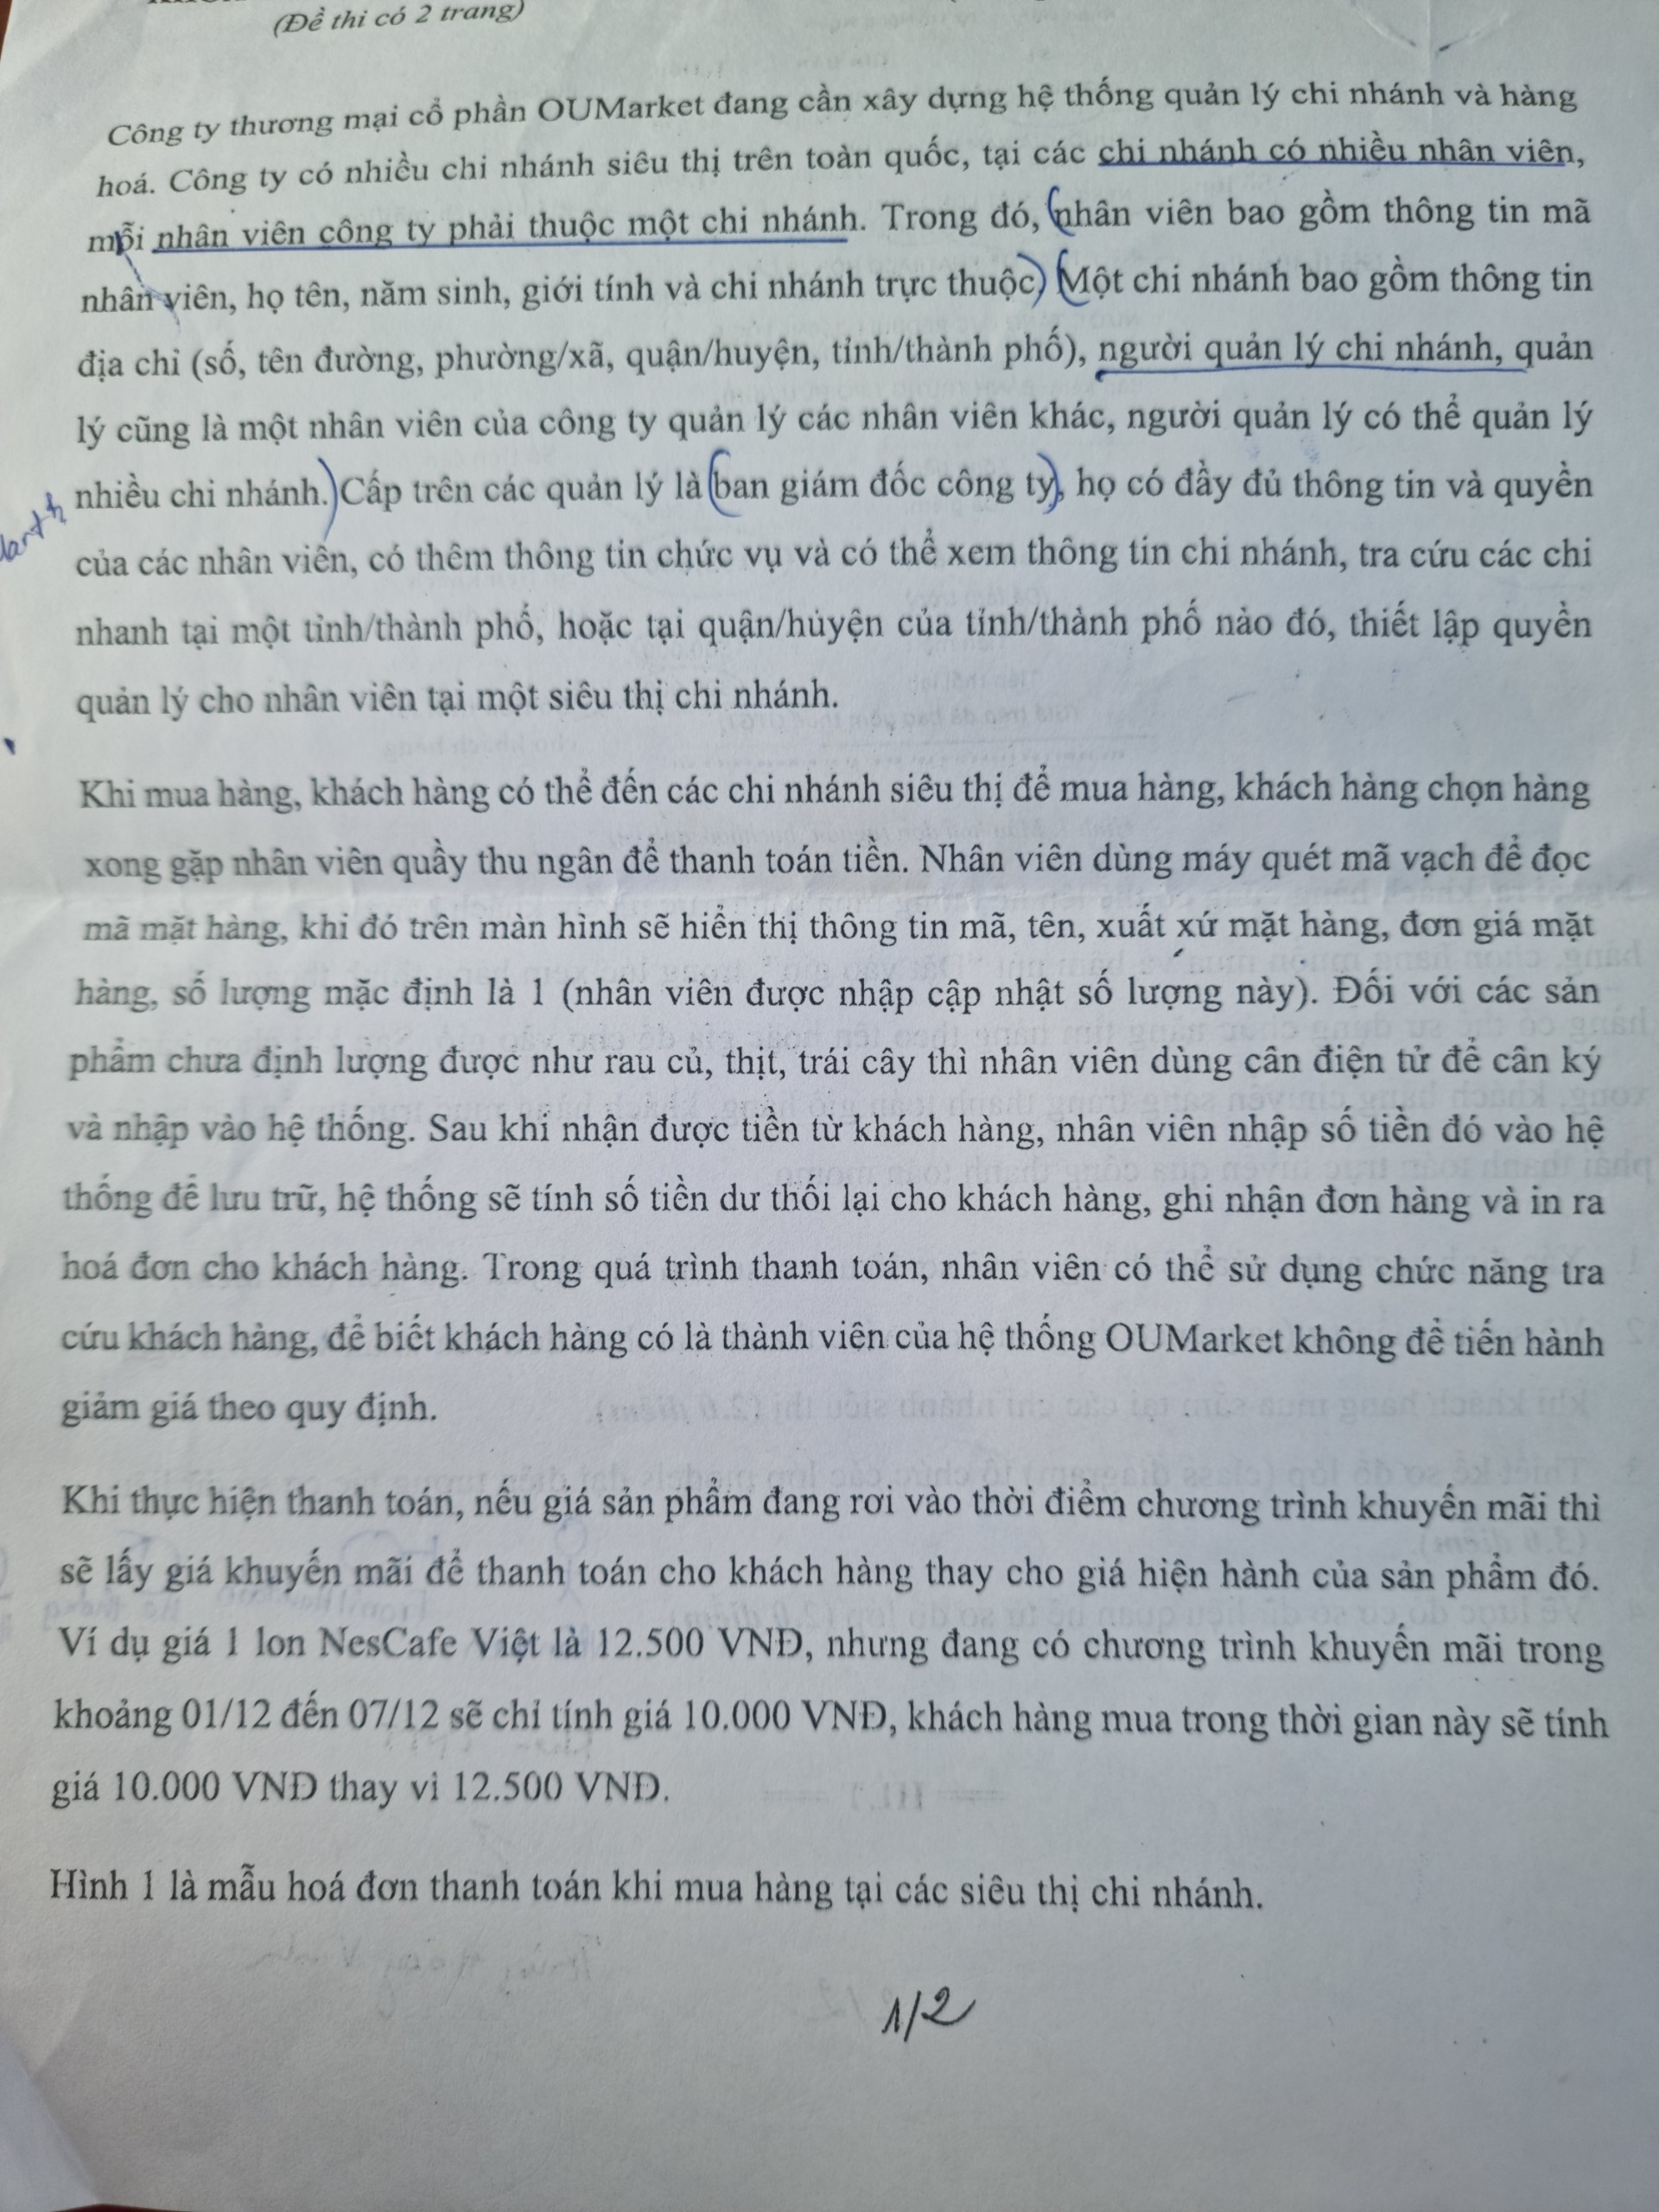 (Đề thi có 2 trang)
Công ty thương mại cổ phần OUMarket đang cần xây dựng hệ thống quản lý chi nhánh và hàng
hoá. Công ty có nhiều chi nhánh siêu thị trên toàn quốc, tại các chi nhánh có nhiều nhân viên,
mỗi nhân viên công ty phải thuộc một chi nhánh. Trong đó, nhân viên bao gồm thông tin mã
nhân viên, họ tên, năm sinh, giới tính và chi nhánh trực thuộc. Một chi nhánh bao gồm thông tin
địa chỉ (số, tên đường, phường/xã, quận/huyện, tỉnh/thành phố), người quản lý chi nhánh, quản
lý cũng là một nhân viên của công ty quản lý các nhân viên khác, người quản lý có thể quản lý
nhiều chi nhánh. Cấp trên các quản lý là ban giám đốc công ty, họ có đầy đủ thông tin và quyền
của các nhân viên, có thêm thông tin chức vụ và có thể xem thông tin chi nhánh, tra cứu các chi
nhanh tại một tỉnh/thành phố, hoặc tại quận/huyện của tỉnh/thành phố nào đó, thiết lập quyền
quản lý cho nhân viên tại một siêu thị chi nhánh.
Khi mua hàng, khách hàng có thể đến các chi nhánh siêu thị để mua hàng, khách hàng chọn hàng
xong gặp nhân viên quầy thu ngân để thanh toán tiền. Nhân viên dùng máy quét mã vạch để đọc
mã mặt hàng, khi đó trên màn hình sẽ hiển thị thông tin mã, tên, xuất xứ mặt hàng, đơn giá mặt
hàng, số lượng mặc định là 1 (nhân viên được nhập cập nhật số lượng này). Đối với các sản
phẩm chưa định lượng được như rau củ, thịt, trái cây thì nhân viên dùng cân điện tử để cân ký
và nhập vào hệ thống. Sau khi nhận được tiền từ khách hàng, nhân viên nhập số tiền đó vào hệ
thống để lưu trữ, hệ thống sẽ tính số tiền dư thối lại cho khách hàng, ghi nhận đơn hàng và in ra
hoá đơn cho khách hàng. Trong quá trình thanh toán, nhân viên có thể sử dụng chức năng tra
cứu khách hàng, để biết khách hàng có là thành viên của hệ thống OUMarket không để tiến hành
giảm giá theo quy định.
Khi thực hiện thanh toán, nếu giá sản phẩm đang rơi vào thời điểm chương trình khuyến mãi thì
sẽ lấy giá khuyến mãi để thanh toán cho khách hàng thay cho giá hiện hành của sản phẩm đó.
Ví dụ giá 1 lon NesCafe Việt là 12.500 VNĐ, nhưng đang có chương trình khuyến mãi trong
khoảng 01/12 đến 07/12 sẽ chỉ tính giá 10.000 VNĐ, khách hàng mua trong thời gian này sẽ tính
giá 10.000 VNĐ thay vì 12.500 VNĐ.
Hình 1 là mẫu hoá đơn thanh toán khi mua hàng tại các siêu thị chi nhánh.
1/2